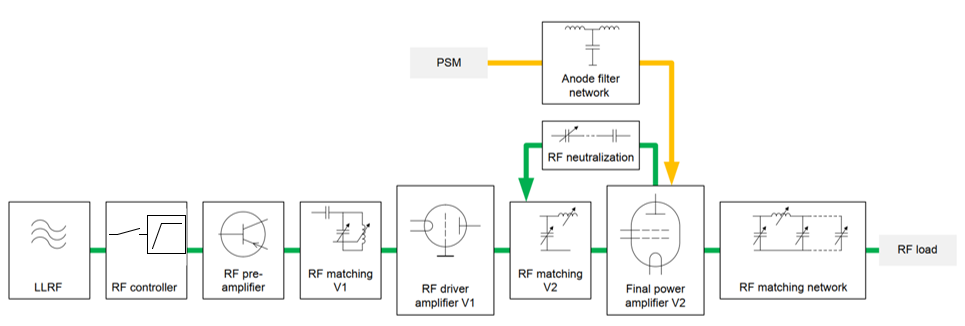 PSM
Anode filter
network
RF neutralization
LLRF
RF controller
RF pre-
amplifier
RF matching
V1
RF driver
amplifier V1
RF matching
V2
Final power
amplifier V2
RF matching network
RF load